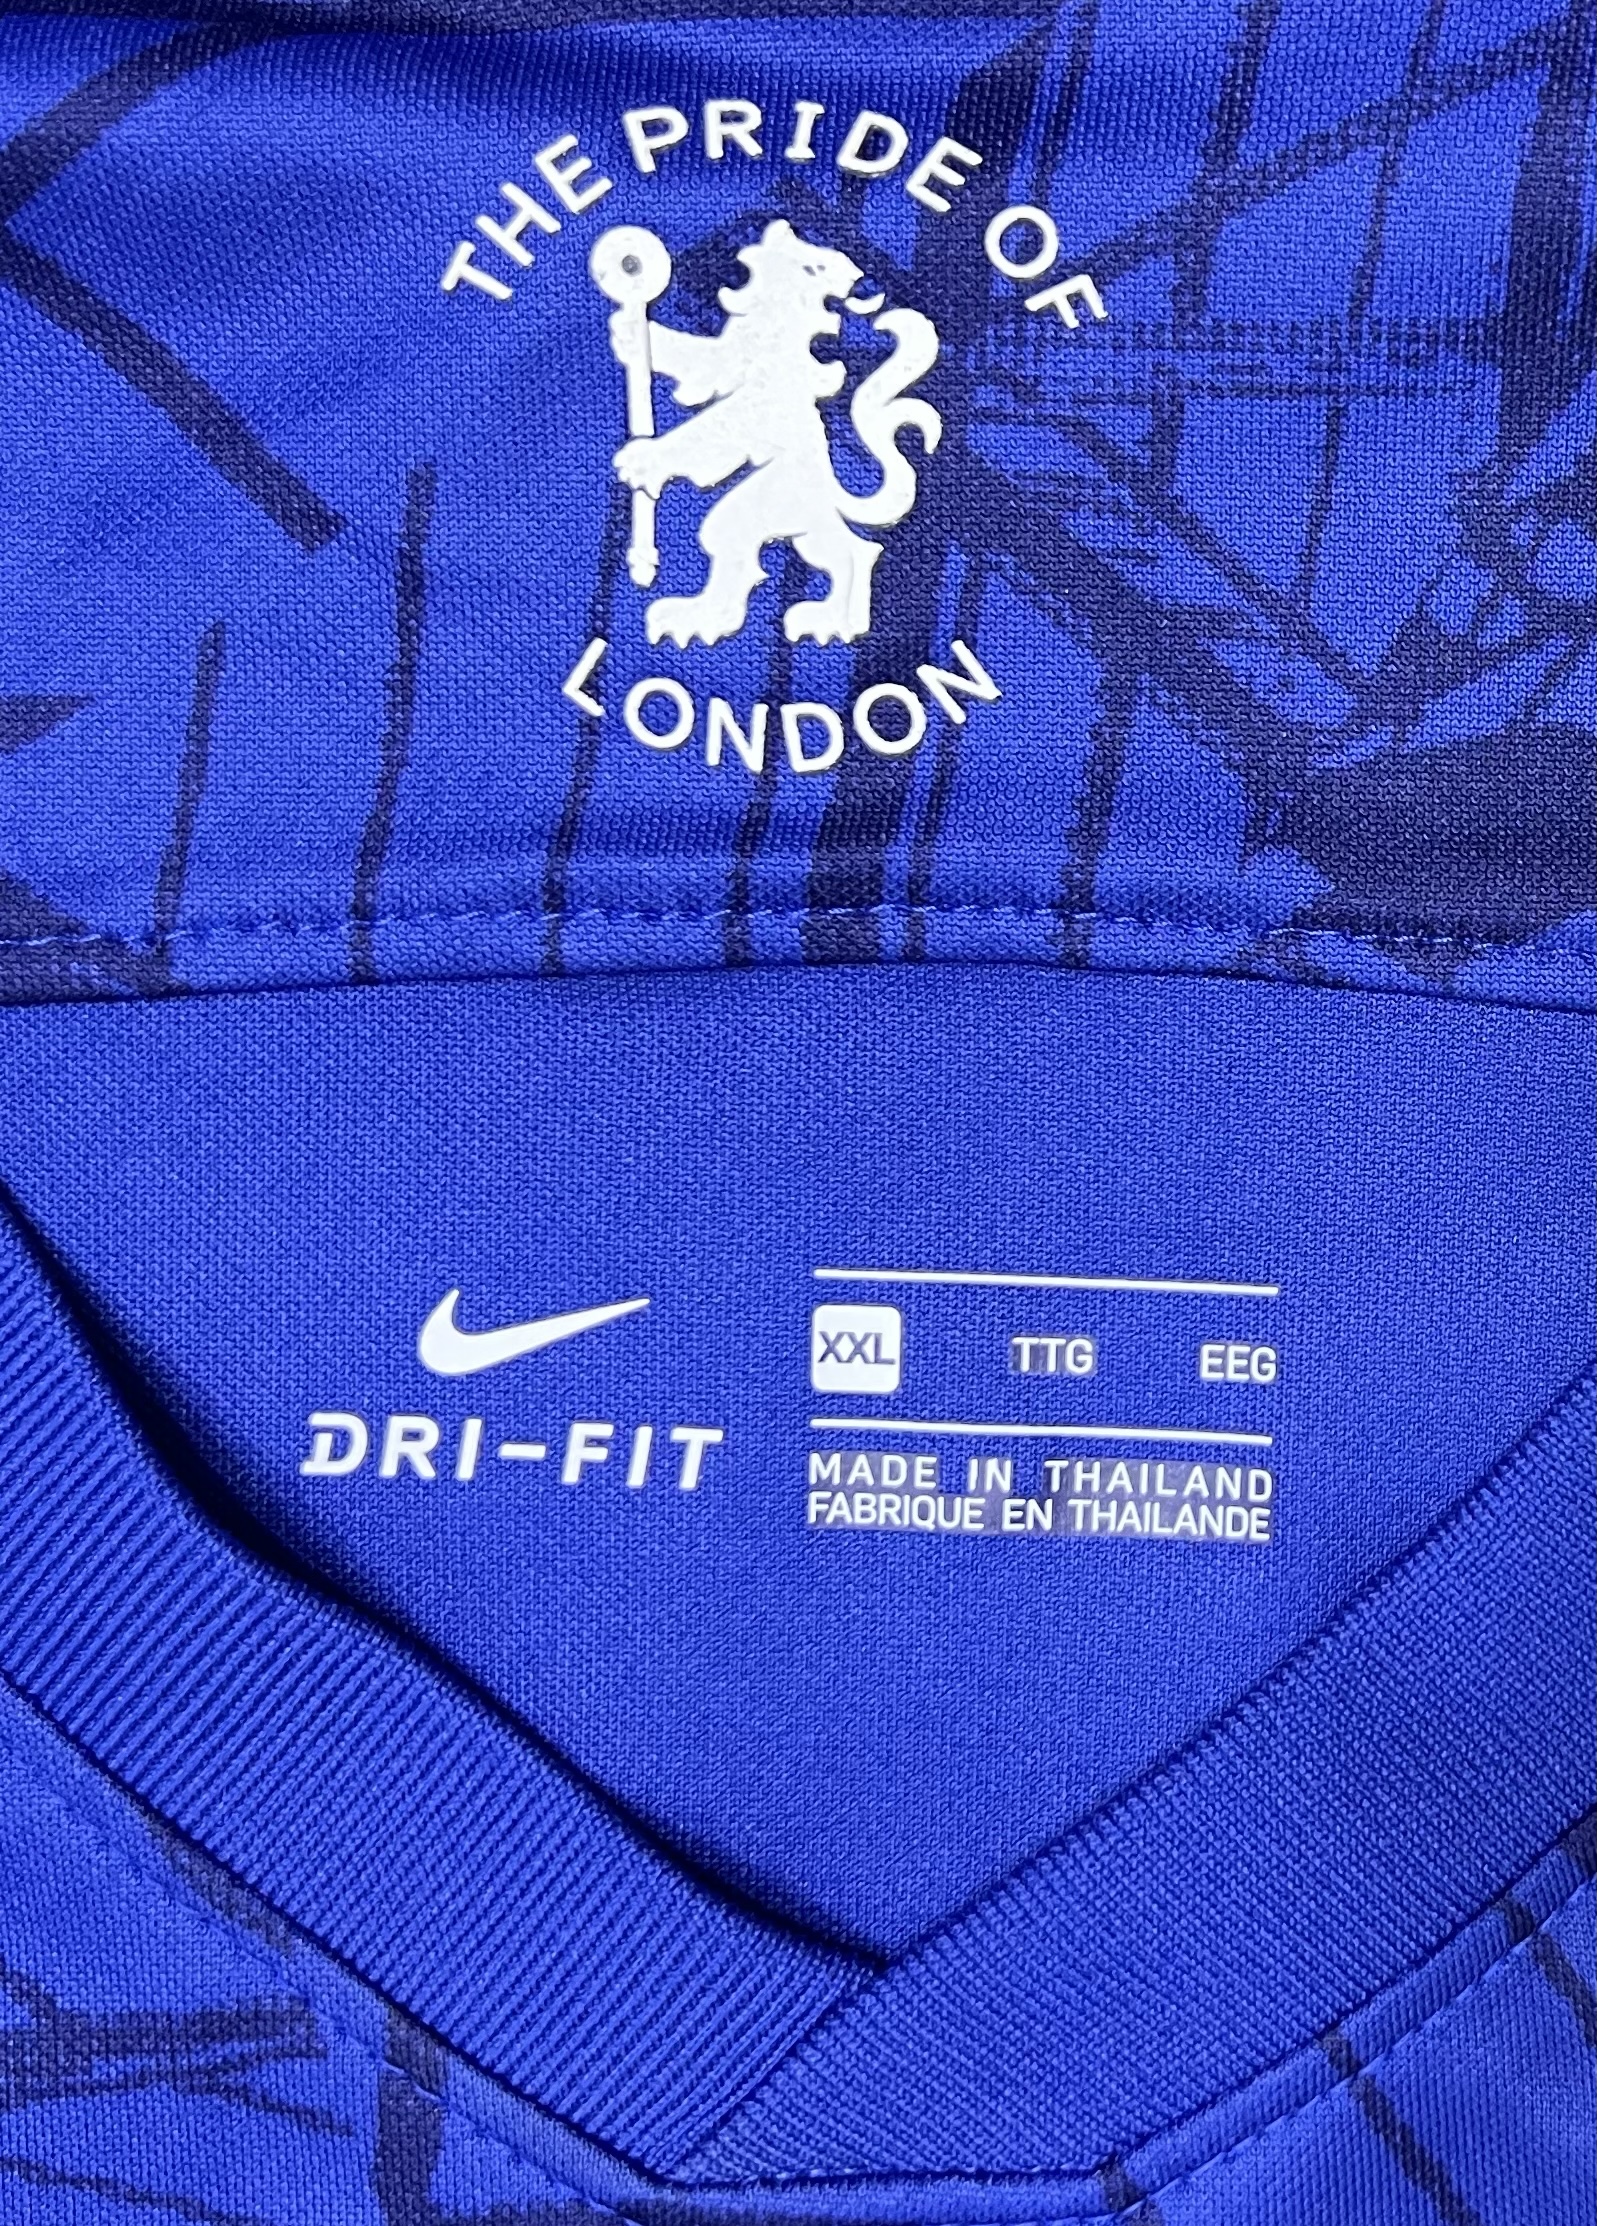 THE PRIDE OF
LONDON
DRI-FIT
XXL TTG EEG
MADE IN THAILAND
FABRIQUE EN THAILANDE